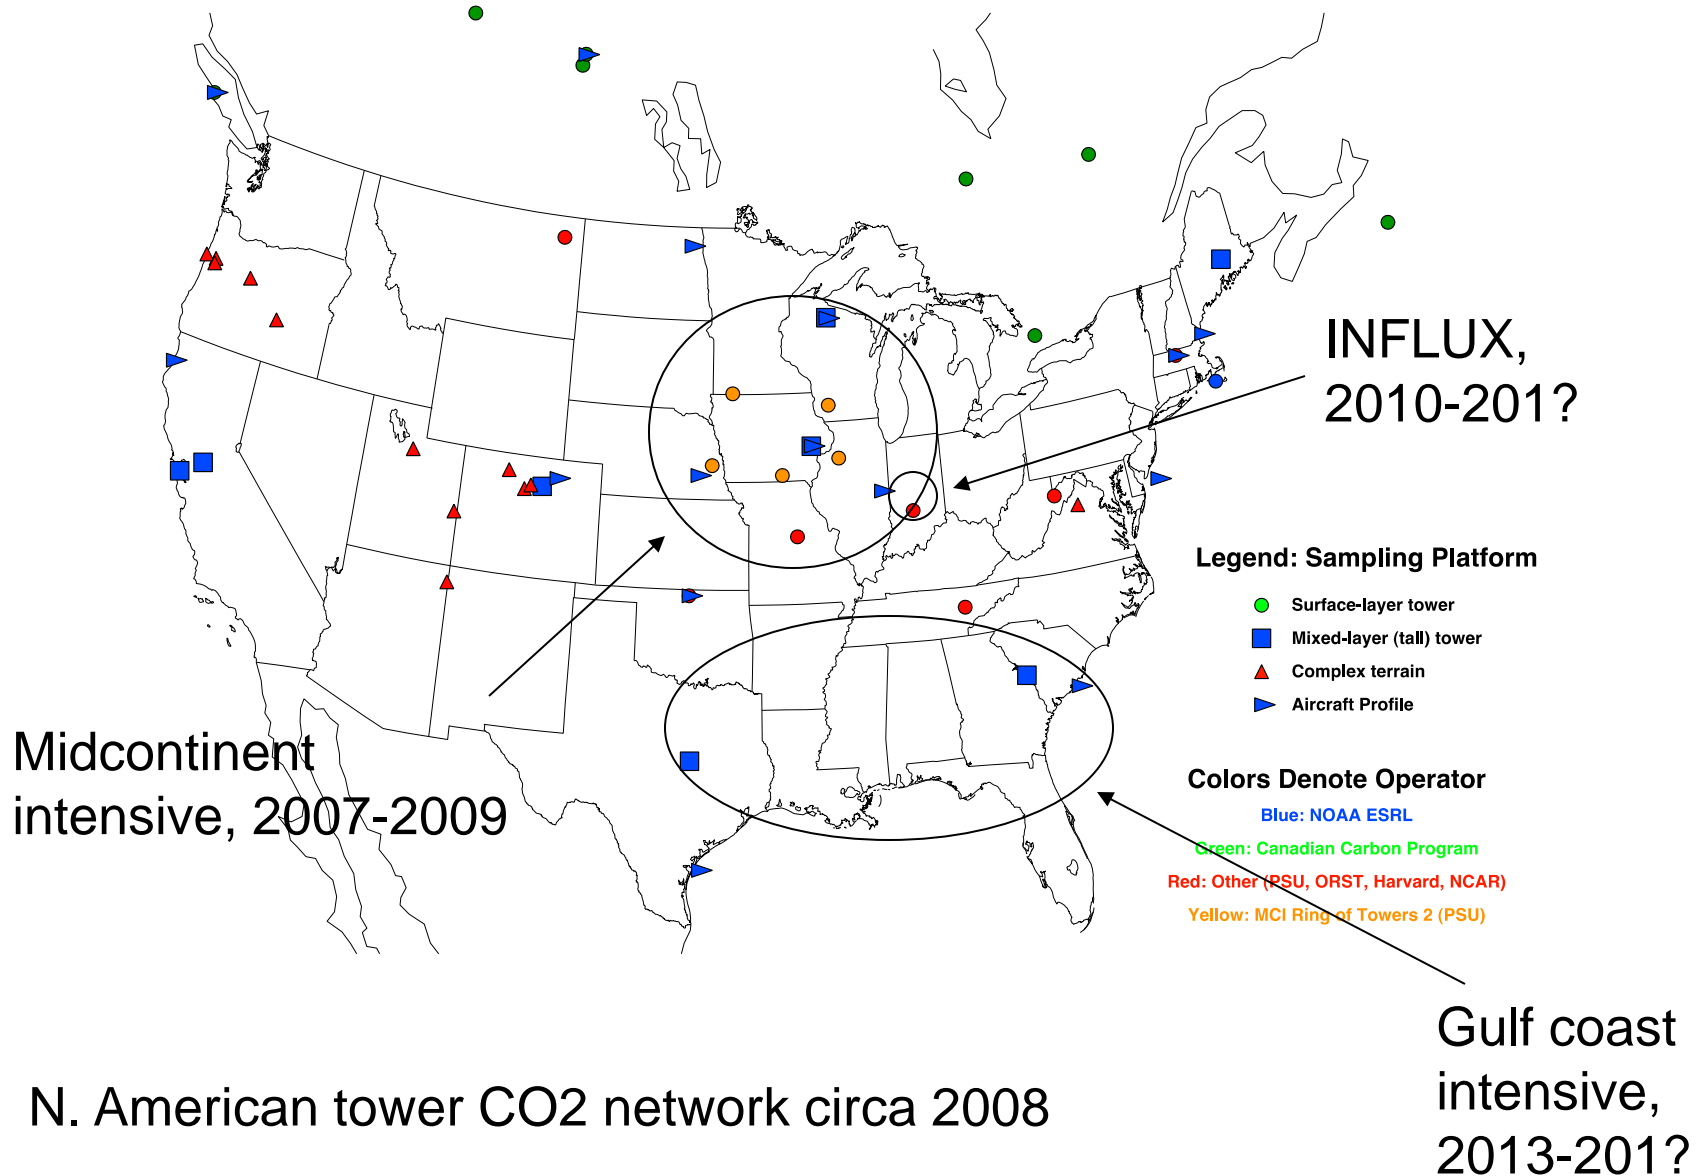 INFLUX,
2010-201?
Legend: Sampling Platform
Surface-layer tower
Mixed-layer (tall) tower
Complex terrain
Aircraft Profile
Midcontinent
intensive, 2007-2009
Colors Denote Operator
Blue: NOAA ESRL
Green: Canadian Carbon Program
Red: Other (PSU, ORST, Harvard, NCAR)
Yellow: MCI Ring of Towers 2 (PSU)
Gulf coast
intensive,
2013-201?
N. American tower CO2 network circa 2008